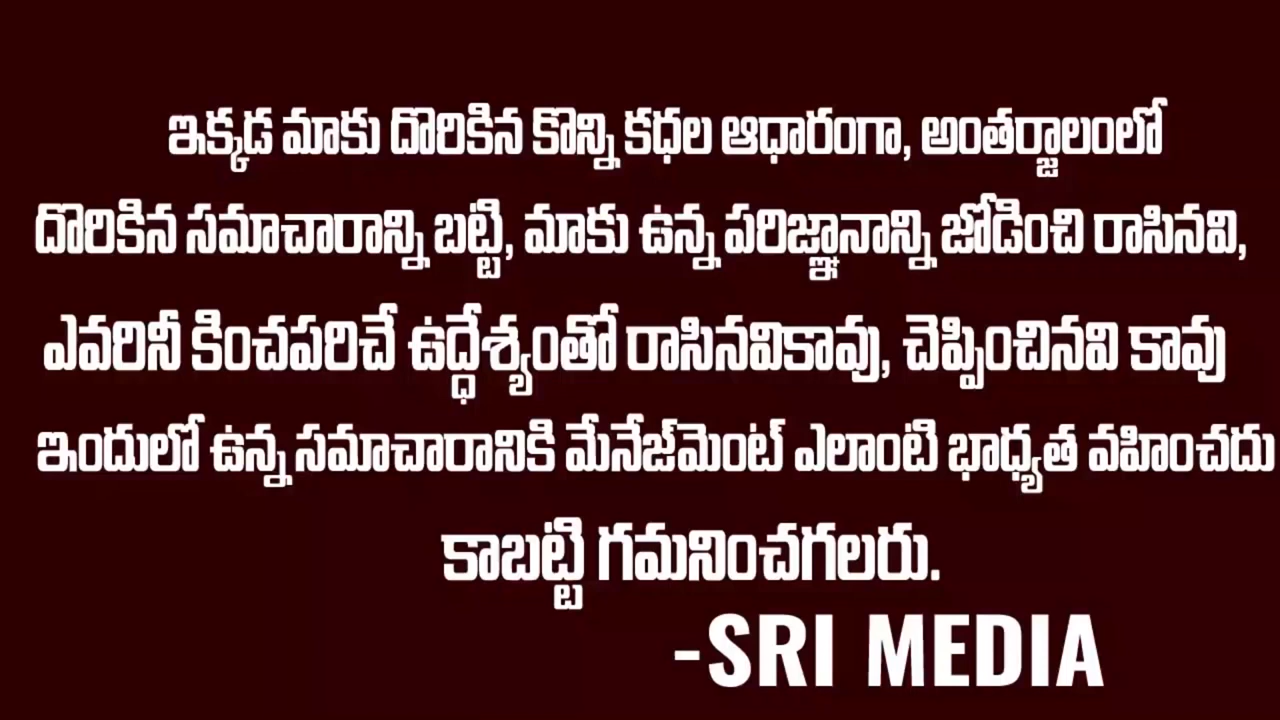 ఇక్కడ మాకు దొరికిన కొన్ని కధల ఆధారంగా, అంతర్జాలంలో
దొరికిన సమాచారాన్ని బట్టి, మాకు ఉన్న పరిజ్ఞానాన్ని జోడించి రాసినవి,
ఎవరినీ కించపరిచే ఉద్ధేశ్యంతో రాసినవికావు, చెప్పించినవి కావు
ఇందులో ఉన్న సమాచారానికి మేనేజ్‌మెంట్ ఎలాంటి భాధ్యత వహించదు
కాబట్టి గమనించగలరు.
-SRI MEDIA